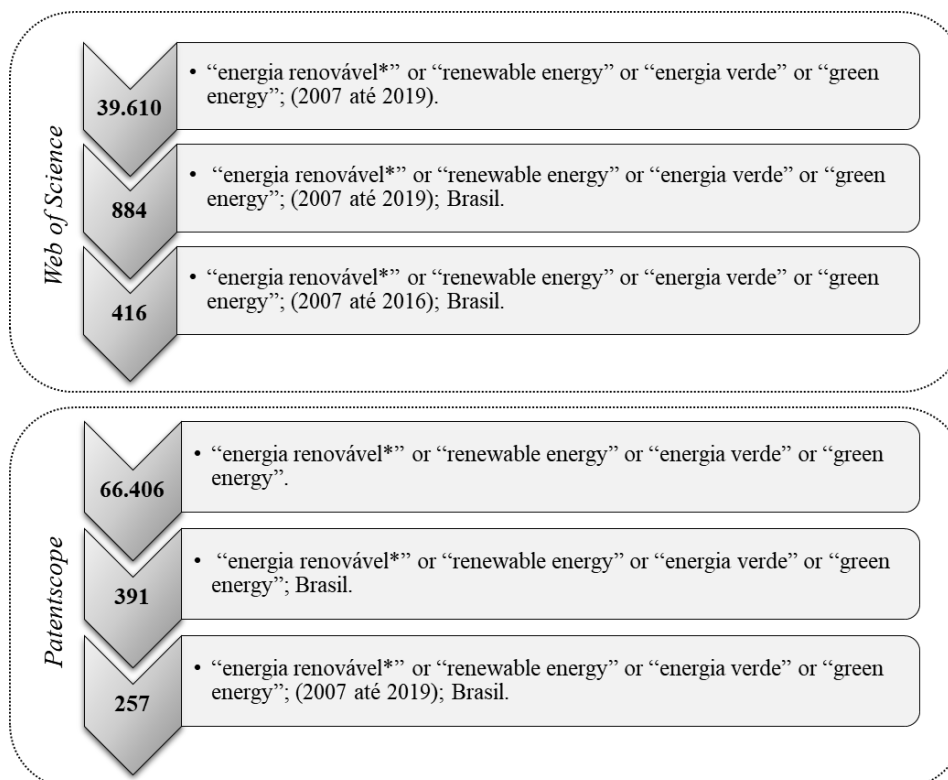 Web of Science
39.610
• “energia renovável*” or “renewable energy” or “energia verde” or “green
energy”; (2007 até 2019).
884
• “energia renovável*” or “renewable energy” or “energia verde” or “green
energy”; (2007 até 2019); Brasil.
416
• “energia renovável*” or “renewable energy” or “energia verde” or “green
energy”; (2007 até 2016); Brasil.
Patentscope
66.406
• “energia renovável*” or “renewable energy” or “energia verde” or “green
energy”.
391
• “energia renovável*” or “renewable energy” or “energia verde” or “green
energy”; Brasil.
257
• “energia renovável*” or “renewable energy” or “energia verde” or “green
energy”; (2007 até 2019); Brasil.